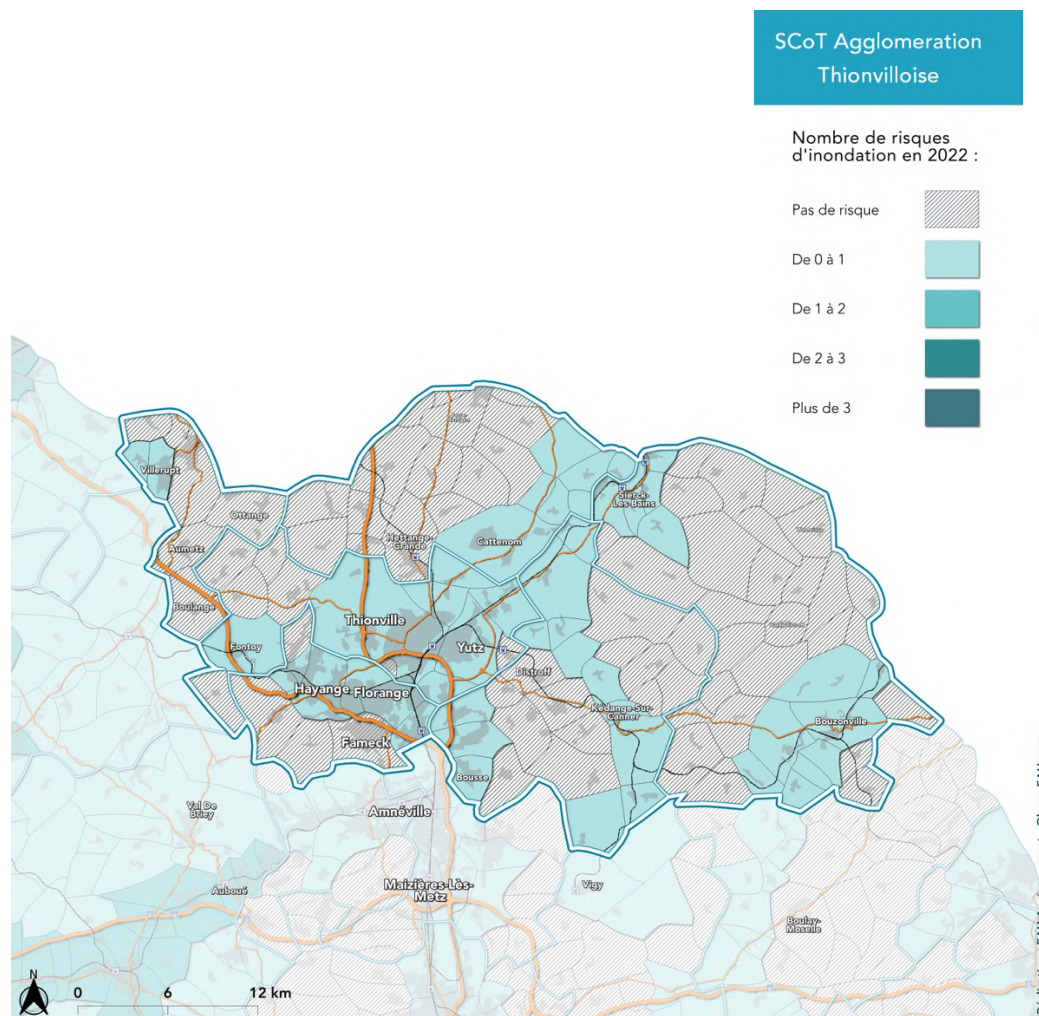 SCoT Agglomeration
Thionvilloise
Nombre de risques
d'inondation en 2022 :
Pas de risque
De 0 à 1
De 1 à 2
De 2 à 3
Plus de 3
Villerupt
Ottange
Aumetz
Hettange-
Grande
Cattenom
Sierck-
Les-Bains
Boulange
Thionville
Fontoy
Yutz
Distroff
Hayange
Florange
Kédange-Sur-
Canner
Bouzonville
Fameck
Bousse
Amnéville
Val De
Briey
Auboué
Maizières-Lès-
Metz
Vigy
Boulay-
Moselle
N
0
6
12 km